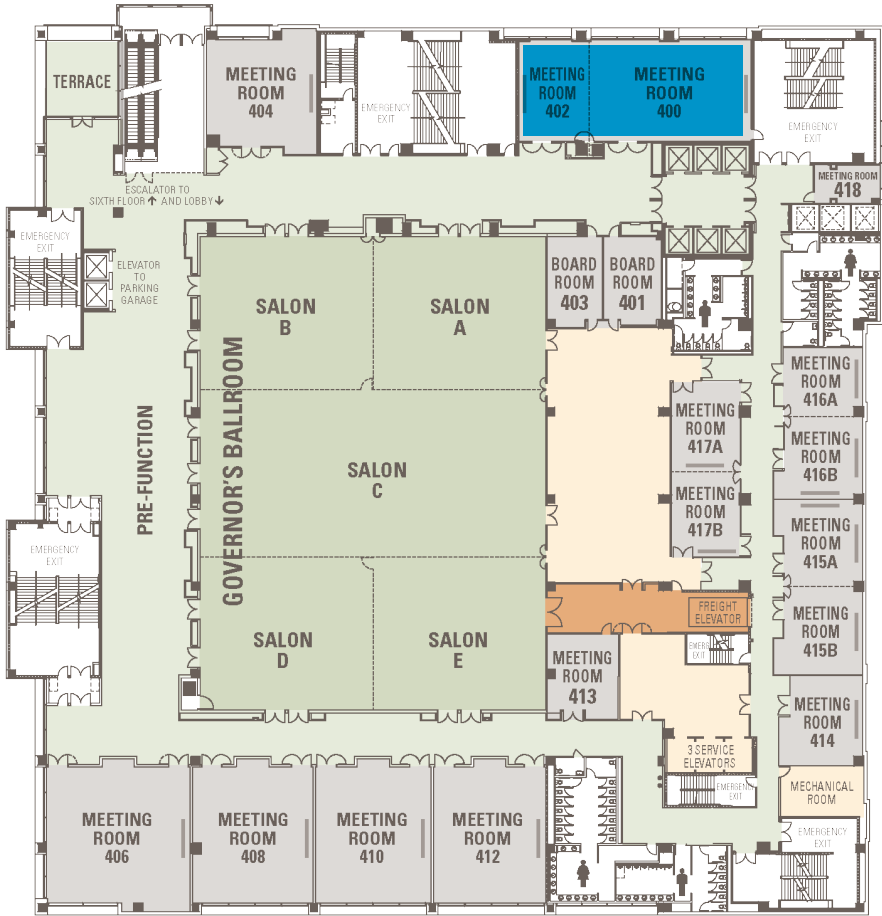 TERRACE
MEETING
ROOM
404
EMERGENCY
EXIT
MEETING
ROOM
402
MEETING
ROOM
400
EMERGENCY
EXIT
MEETING ROOM
418
ESCALATOR TO
SIXTH FLOOR ↑ AND LOBBY ↓
EMERGENCY
EXIT
ELEVATOR
TO
PARKING
GARAGE
BOARD
ROOM
403
BOARD
ROOM
401
SALON
B
SALON
A
MEETING
ROOM
416A
MEETING
ROOM
417A
MEETING
ROOM
416B
PRE-FUNCTION
GOVERNOR'S BALLROOM
SALON
C
MEETING
ROOM
417B
MEETING
ROOM
415A
EMERGENCY
EXIT
FREIGHT
ELEVATOR
MEETING
ROOM
415B
SALON
D
SALON
E
MEETING
ROOM
413
EMERG
EXIT
MEETING
ROOM
414
3 SERVICE
ELEVATORS
EMERGENCY
EXIT
MECHANICAL
ROOM
MEETING
ROOM
406
MEETING
ROOM
408
MEETING
ROOM
410
MEETING
ROOM
412
EMERGENCY
EXIT